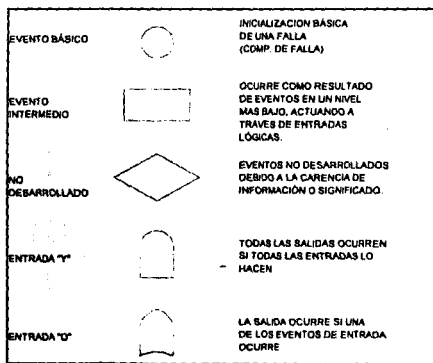 EVENTO BÁSICO
INICIALIZACION BÁSICA
DE UNA FALLA
(COMP. DE FALLA)
EVENTO
INTERMEDIO
OCURRE COMO RESULTADO
DE EVENTOS EN UN NIVEL
MAS BAJO, ACTUANDO A
TRAVES DE ENTRADAS
LÓGICAS.
NO
DESARROLLADO
EVENTOS NO DESARROLLADOS
DEBIDO A LA CARENCIA DE
INFORMACIÓN O SIGNIFICADO.
ENTRADA "Y"
TODAS LAS SALIDAS OCURREN
SI TODAS LAS ENTRADAS LO
HACEN
ENTRADA "O"
LA SALIDA OCURRE SI UNA
DE LOS EVENTOS DE ENTRADA
OCURRE